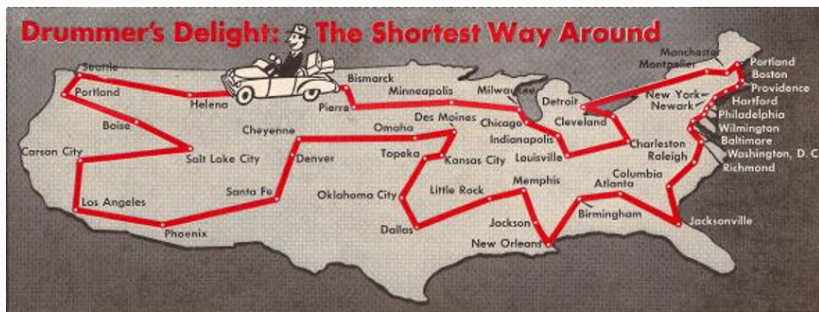 Drummer's Delight: The Shortest Way Around
Seattle
Portland
Helena
Boise
Carson City
Salt Lake City
Los Angeles
Phoenix
Santa Fe
Denver
Cheyenne
Bismarck
Pierre
Minneapolis
Milwaukee
Chicago
Des Moines
Omaha
Topeka
Kansas City
Oklahoma City
Dallas
Little Rock
Memphis
Jackson
New Orleans
Birmingham
Atlanta
Columbia
Jacksonville
Raleigh
Charleston
Louisville
Indianapolis
Cleveland
Detroit
Montpelier
Manchester
Portland
Boston
Providence
Hartford
New York
Newark
Philadelphia
Wilmington
Baltimore
Washington, D. C
Richmond